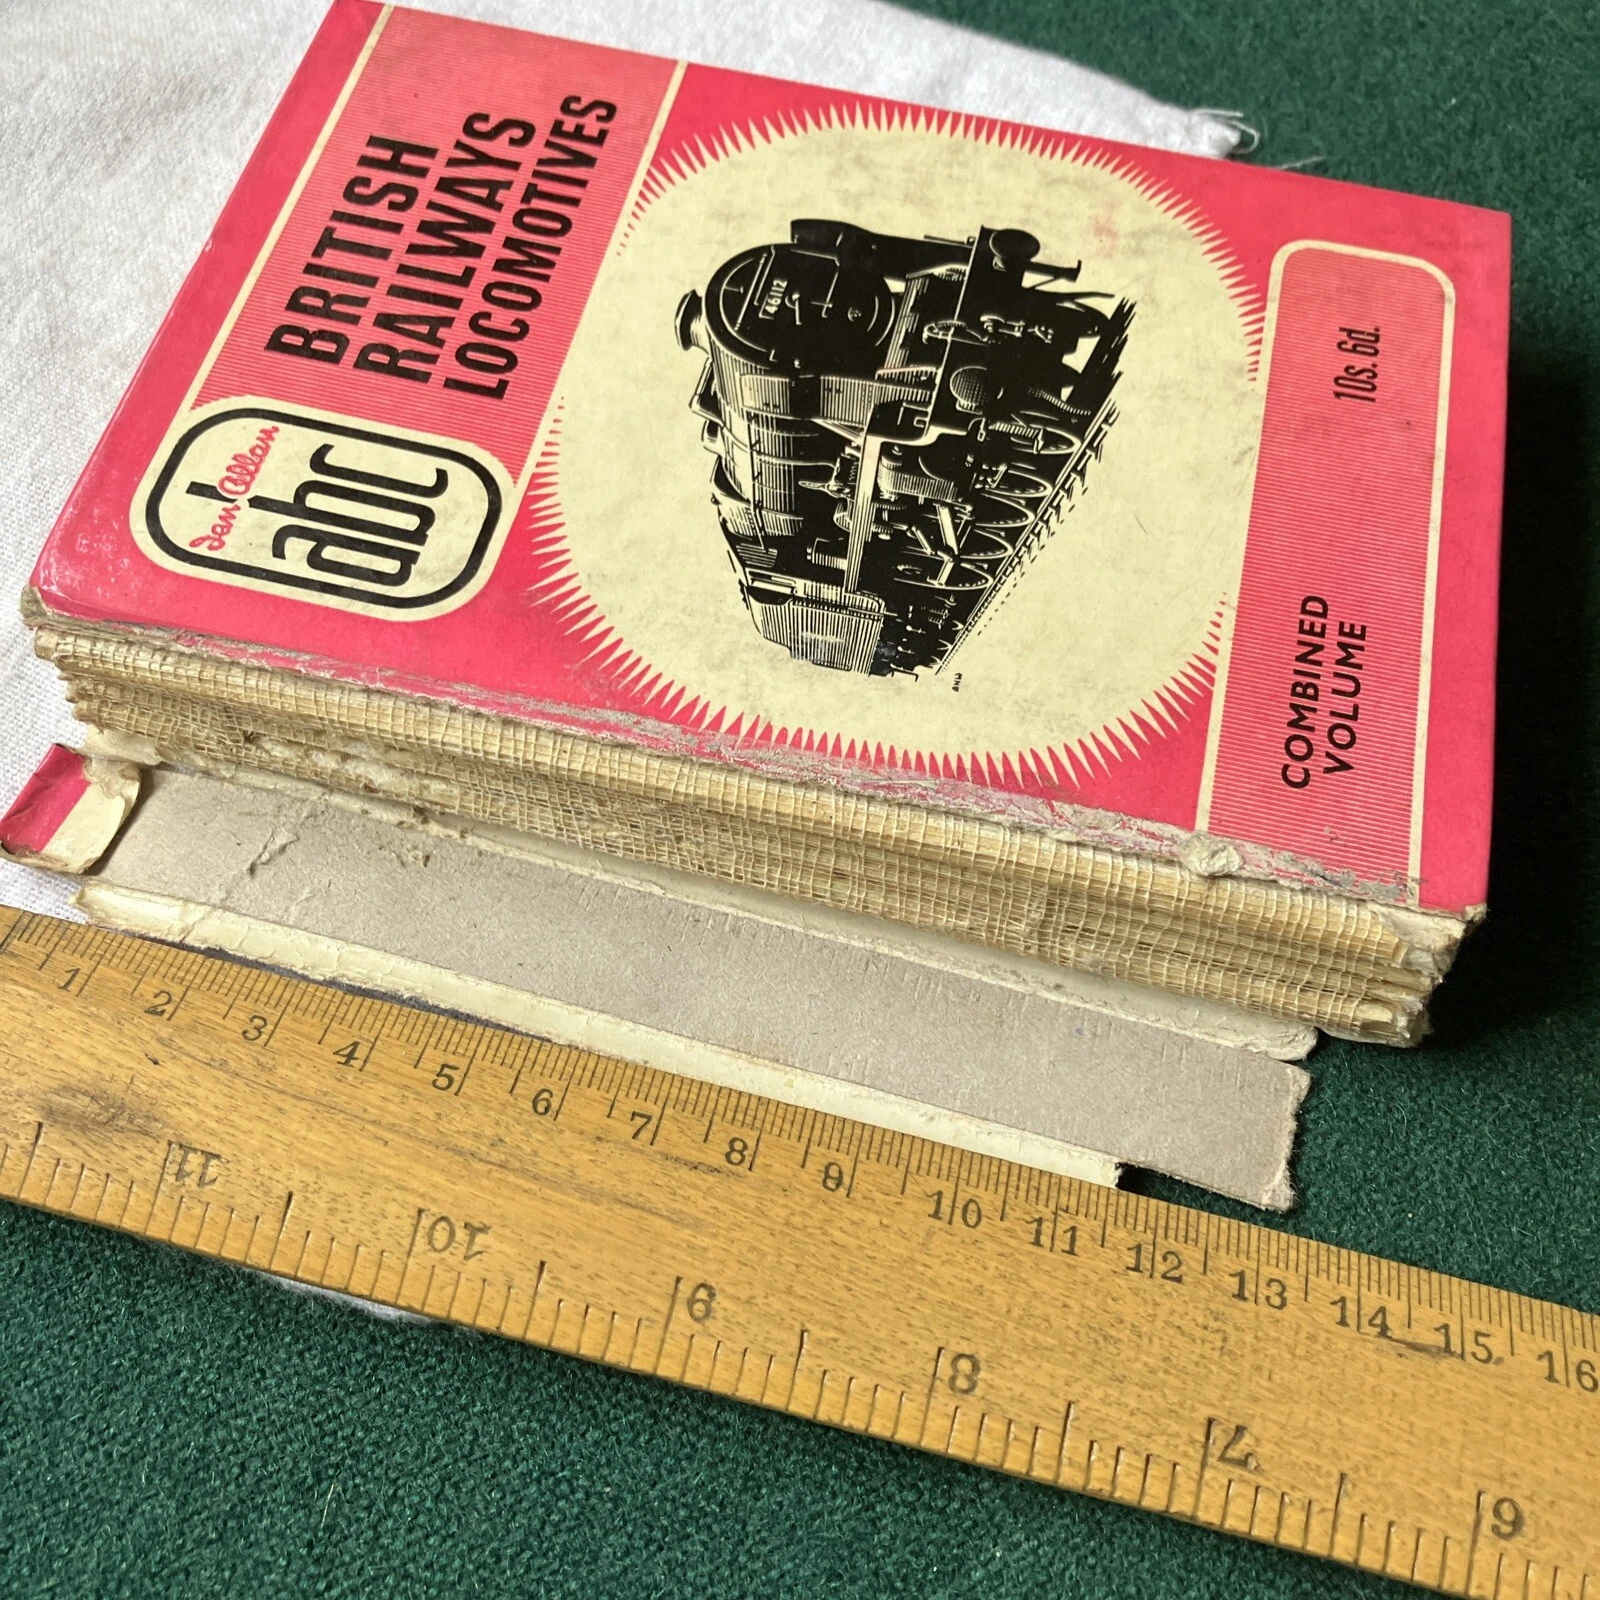 Ian Allan
abc
BRITISH
RAILWAYS
LOCOMOTIVES
46112
ANW
COMBINED
VOLUME
10s. 6d.
1 2 3 4 5 6 7 8 9 10 11 12 13 14 15 16
11 10 9 8 7 6